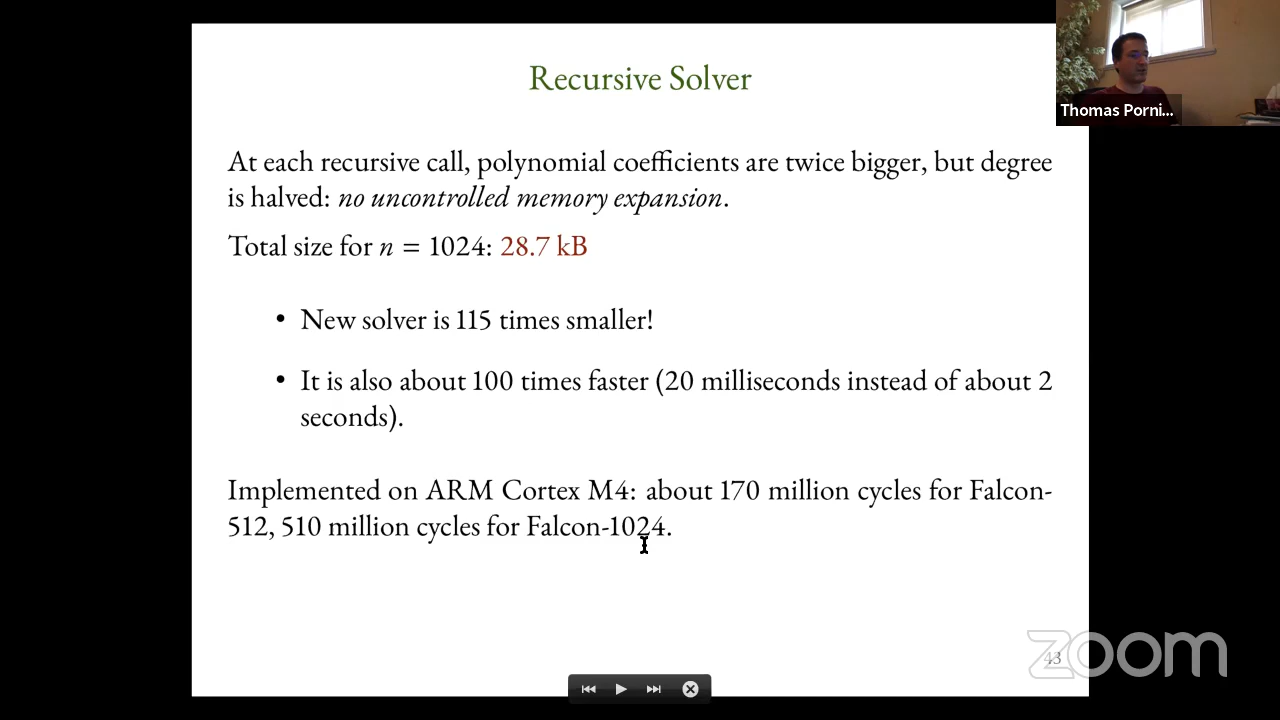 Recursive Solver
Thomas Porni...
At each recursive call, polynomial coefficients are twice bigger, but degree
is halved: no uncontrolled memory expansion.
Total size for n = 1024: 28.7 kB
• New solver is 115 times smaller!
• It is also about 100 times faster (20 milliseconds instead of about 2
seconds).
Implemented on ARM Cortex M4: about 170 million cycles for Falcon-
512, 510 million cycles for Falcon-1024.
43
zoom